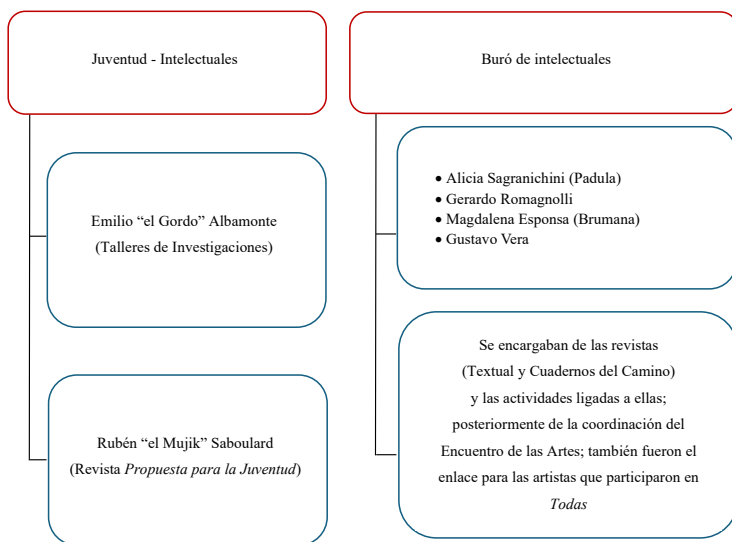 Juventud - Intelectuales
Emilio “el Gordo” Albamonte
(Talleres de Investigaciones)
Rubén “el Mujik” Saboulard
(Revista Propuesta para la Juventud)
Buró de intelectuales
• Alicia Sagranichini (Padula)
• Gerardo Romagnolli
• Magdalena Esponsa (Brumana)
• Gustavo Vera
Se encargaban de las revistas
(Textual y Cuadernos del Camino)
y las actividades ligadas a ellas;
posteriormente de la coordinación del
Encuentro de las Artes; también fueron el
enlace para las artistas que participaron en
Todas